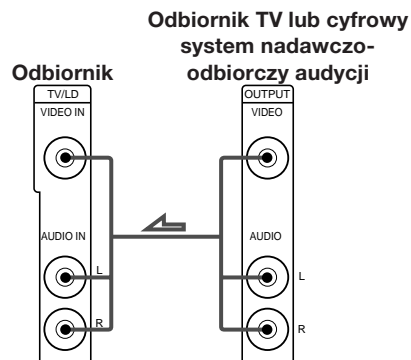 Odbiornik TV lub cyfrowy
system nadawczo-
odbiorczy audycji
Odbiornik
TV/LD
VIDEO IN
AUDIO IN
L
R
OUTPUT
VIDEO
AUDIO
L
R